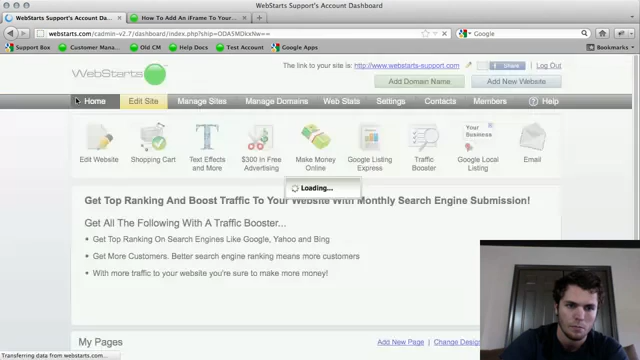 WebStarts Support's Account Dashboard
WebStarts Support's Account Dashboard
How To Add An iFrame To Your...
webstarts.com/cadmin-v2.7/dashboard/index.php?
Google
Support Box
Customer Mana...
Old CM
Help Docs
Test Account
Google Apps
Bookmarks
WEBSTARTS
The link to your site is: http://www.webstarts-support.com
Share
Log Out
Add Domain Name
Add New Website
Home
Edit Site
Manage Sites
Manage Domains
Web Stats
Settings
Contacts
Members
Help
Your Business
Edit Website
Shopping Cart
Text Effects and More
$300 in Free Advertising
Make Money Online
Google Listing Express
Traffic Booster
Google Local Listing
Email
Loading...
Get Top Ranking And Boost Traffic To Your Website With Monthly Search Engine Submission!
Get All the Following With A Traffic Booster...
Get Top Ranking On Search Engines Like Google, Yahoo and Bing
Get More Customers. Better search engine ranking means more customers
With more traffic to your website you're sure to make more money!
My Pages
Add New Page
Change Design
Transferring data from webstarts.com...